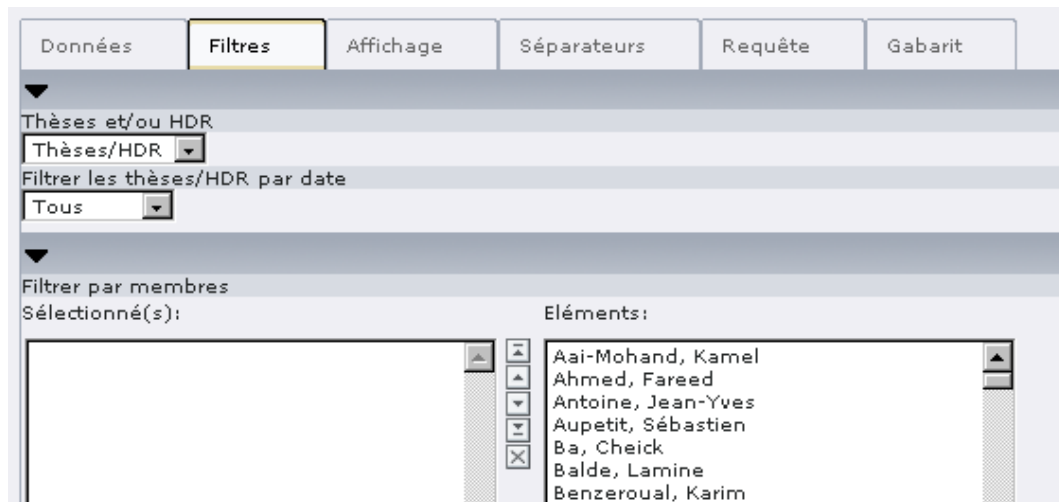 Données Filtres Affichage Séparateurs Requête Gabarit
Thèses et/ou HDR
Thèses/HDR
Filtrer les thèses/HDR par date
Tous
Filtrer par membres
Sélectionné(s): Eléments:
Aai-Mohand, Kamel
Ahmed, Fareed
Antoine, Jean-Yves
Aupetit, Sébastien
Ba, Cheick
Balde, Lamine
Benzeroual, Karim